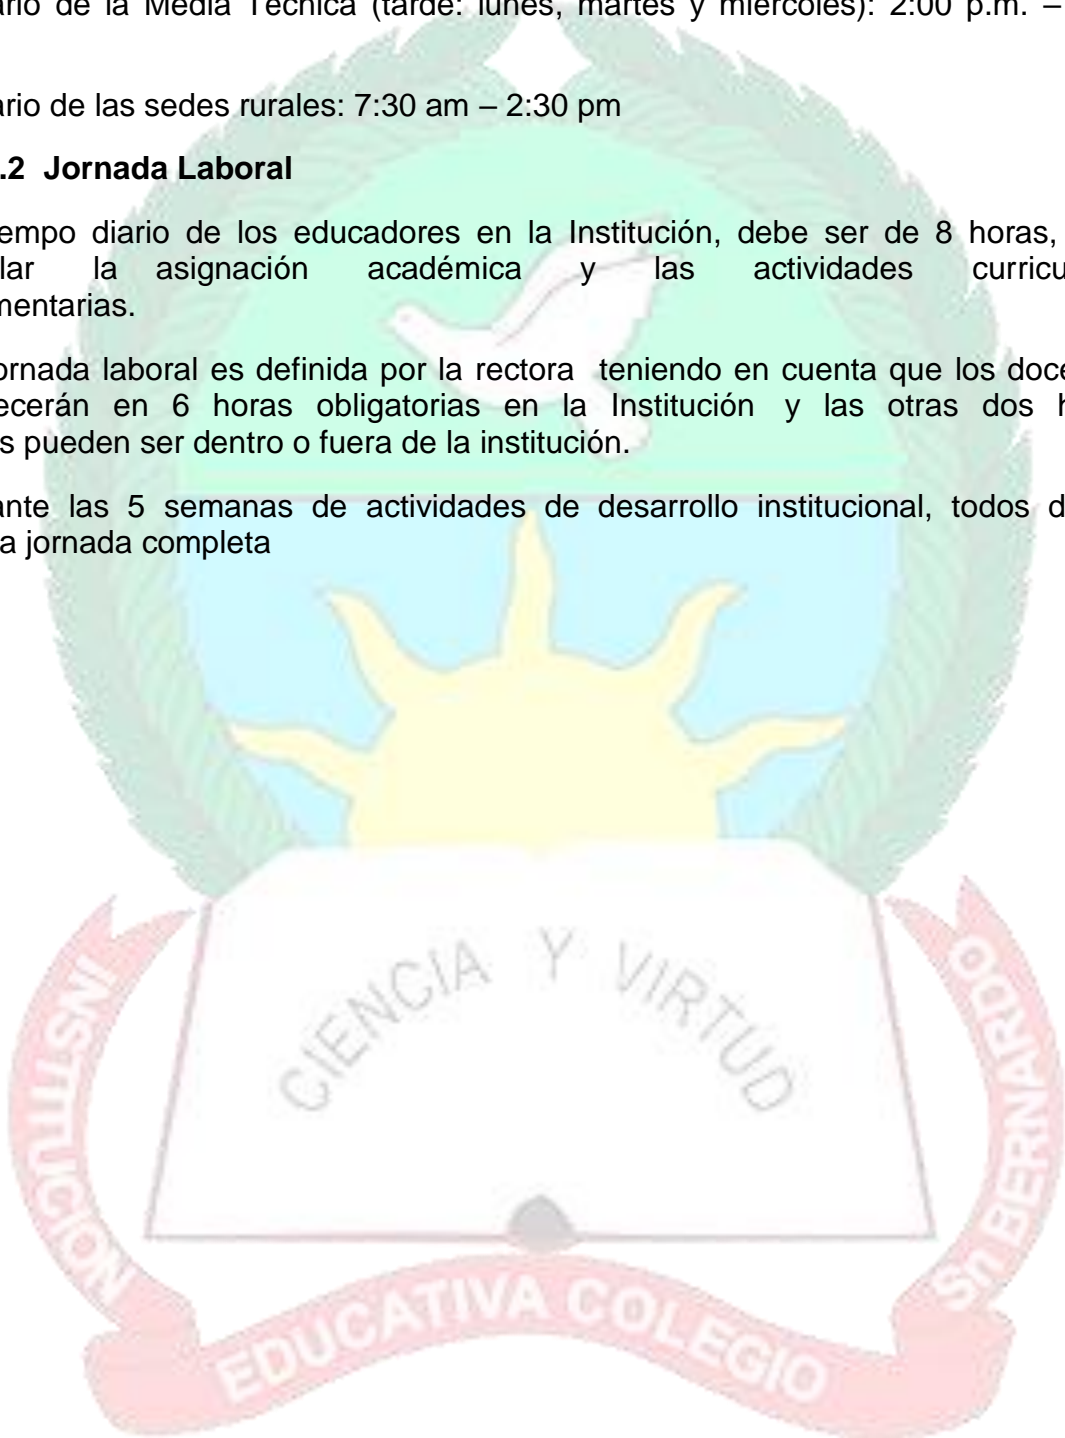 ario de la Media Técnica (tarde: lunes, martes y miércoles): 2:00 p.m. –
ario de las sedes rurales: 7:30 am – 2:30 pm
.2 Jornada Laboral
empo diario de los educadores en la Institución, debe ser de 8 horas,
lar la asignación académica y las actividades curricu
mentarias.
ornada laboral es definida por la rectora teniendo en cuenta que los doce
ecerán en 6 horas obligatorias en la Institución y las otras dos h
s pueden ser dentro o fuera de la institución.
ante las 5 semanas de actividades de desarrollo institucional, todos d
a jornada completa
CIENCIA Y VIRTUD
INSTITUCION EDUCATIVA COLEGIO Sn BERNARDO